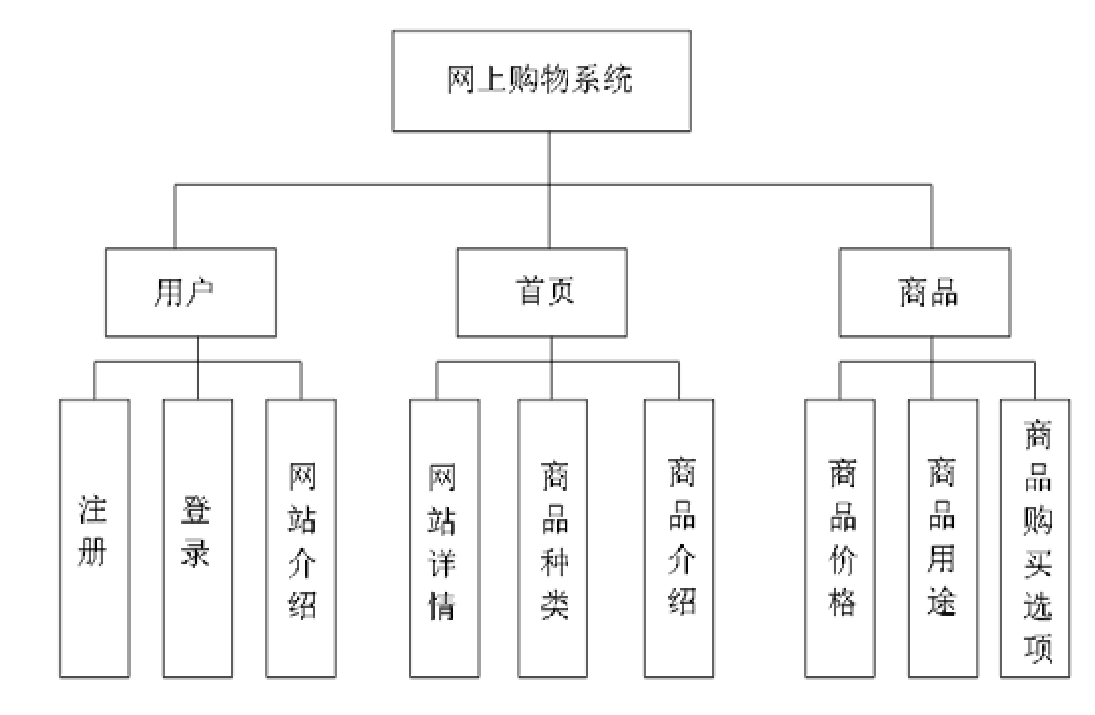 网上购物系统
用户
首页
商品
注册
登录
网站介绍
网站详情
商品种类
商品介绍
商品价格
商品用途
商品购买选项